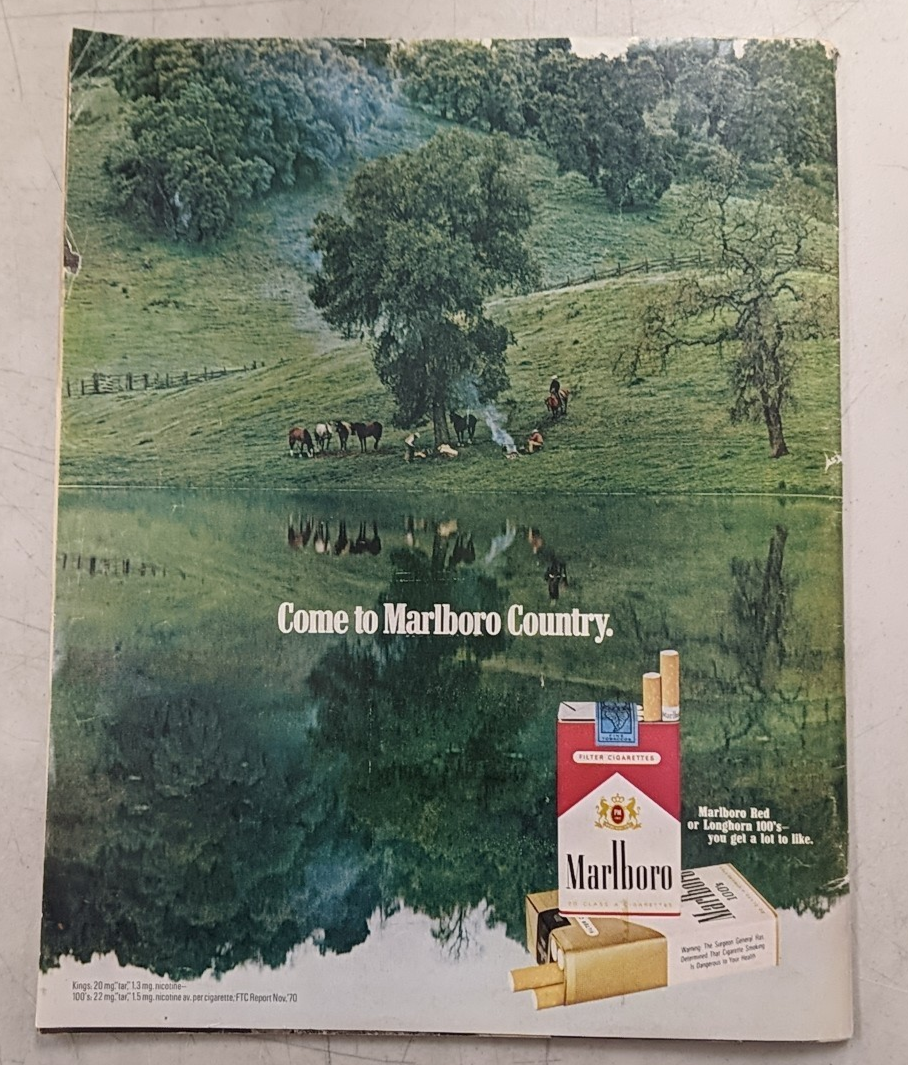 Come to Marlboro Country.
FILTER CIGARETTES
Marlboro
20 CLASS A CIGARETTES
Marlboro Red
or Longhorn 100's—
you get a lot to like.
Marlboro
100's
Warning: The Surgeon General Has
Determined That Cigarette Smoking
Is Dangerous to Your Health
Kings: 20 mg."tar," 1.3 mg. nicotine—
100's: 22 mg."tar," 1.5 mg. nicotine av. per cigarette, FTC Report Nov.'70